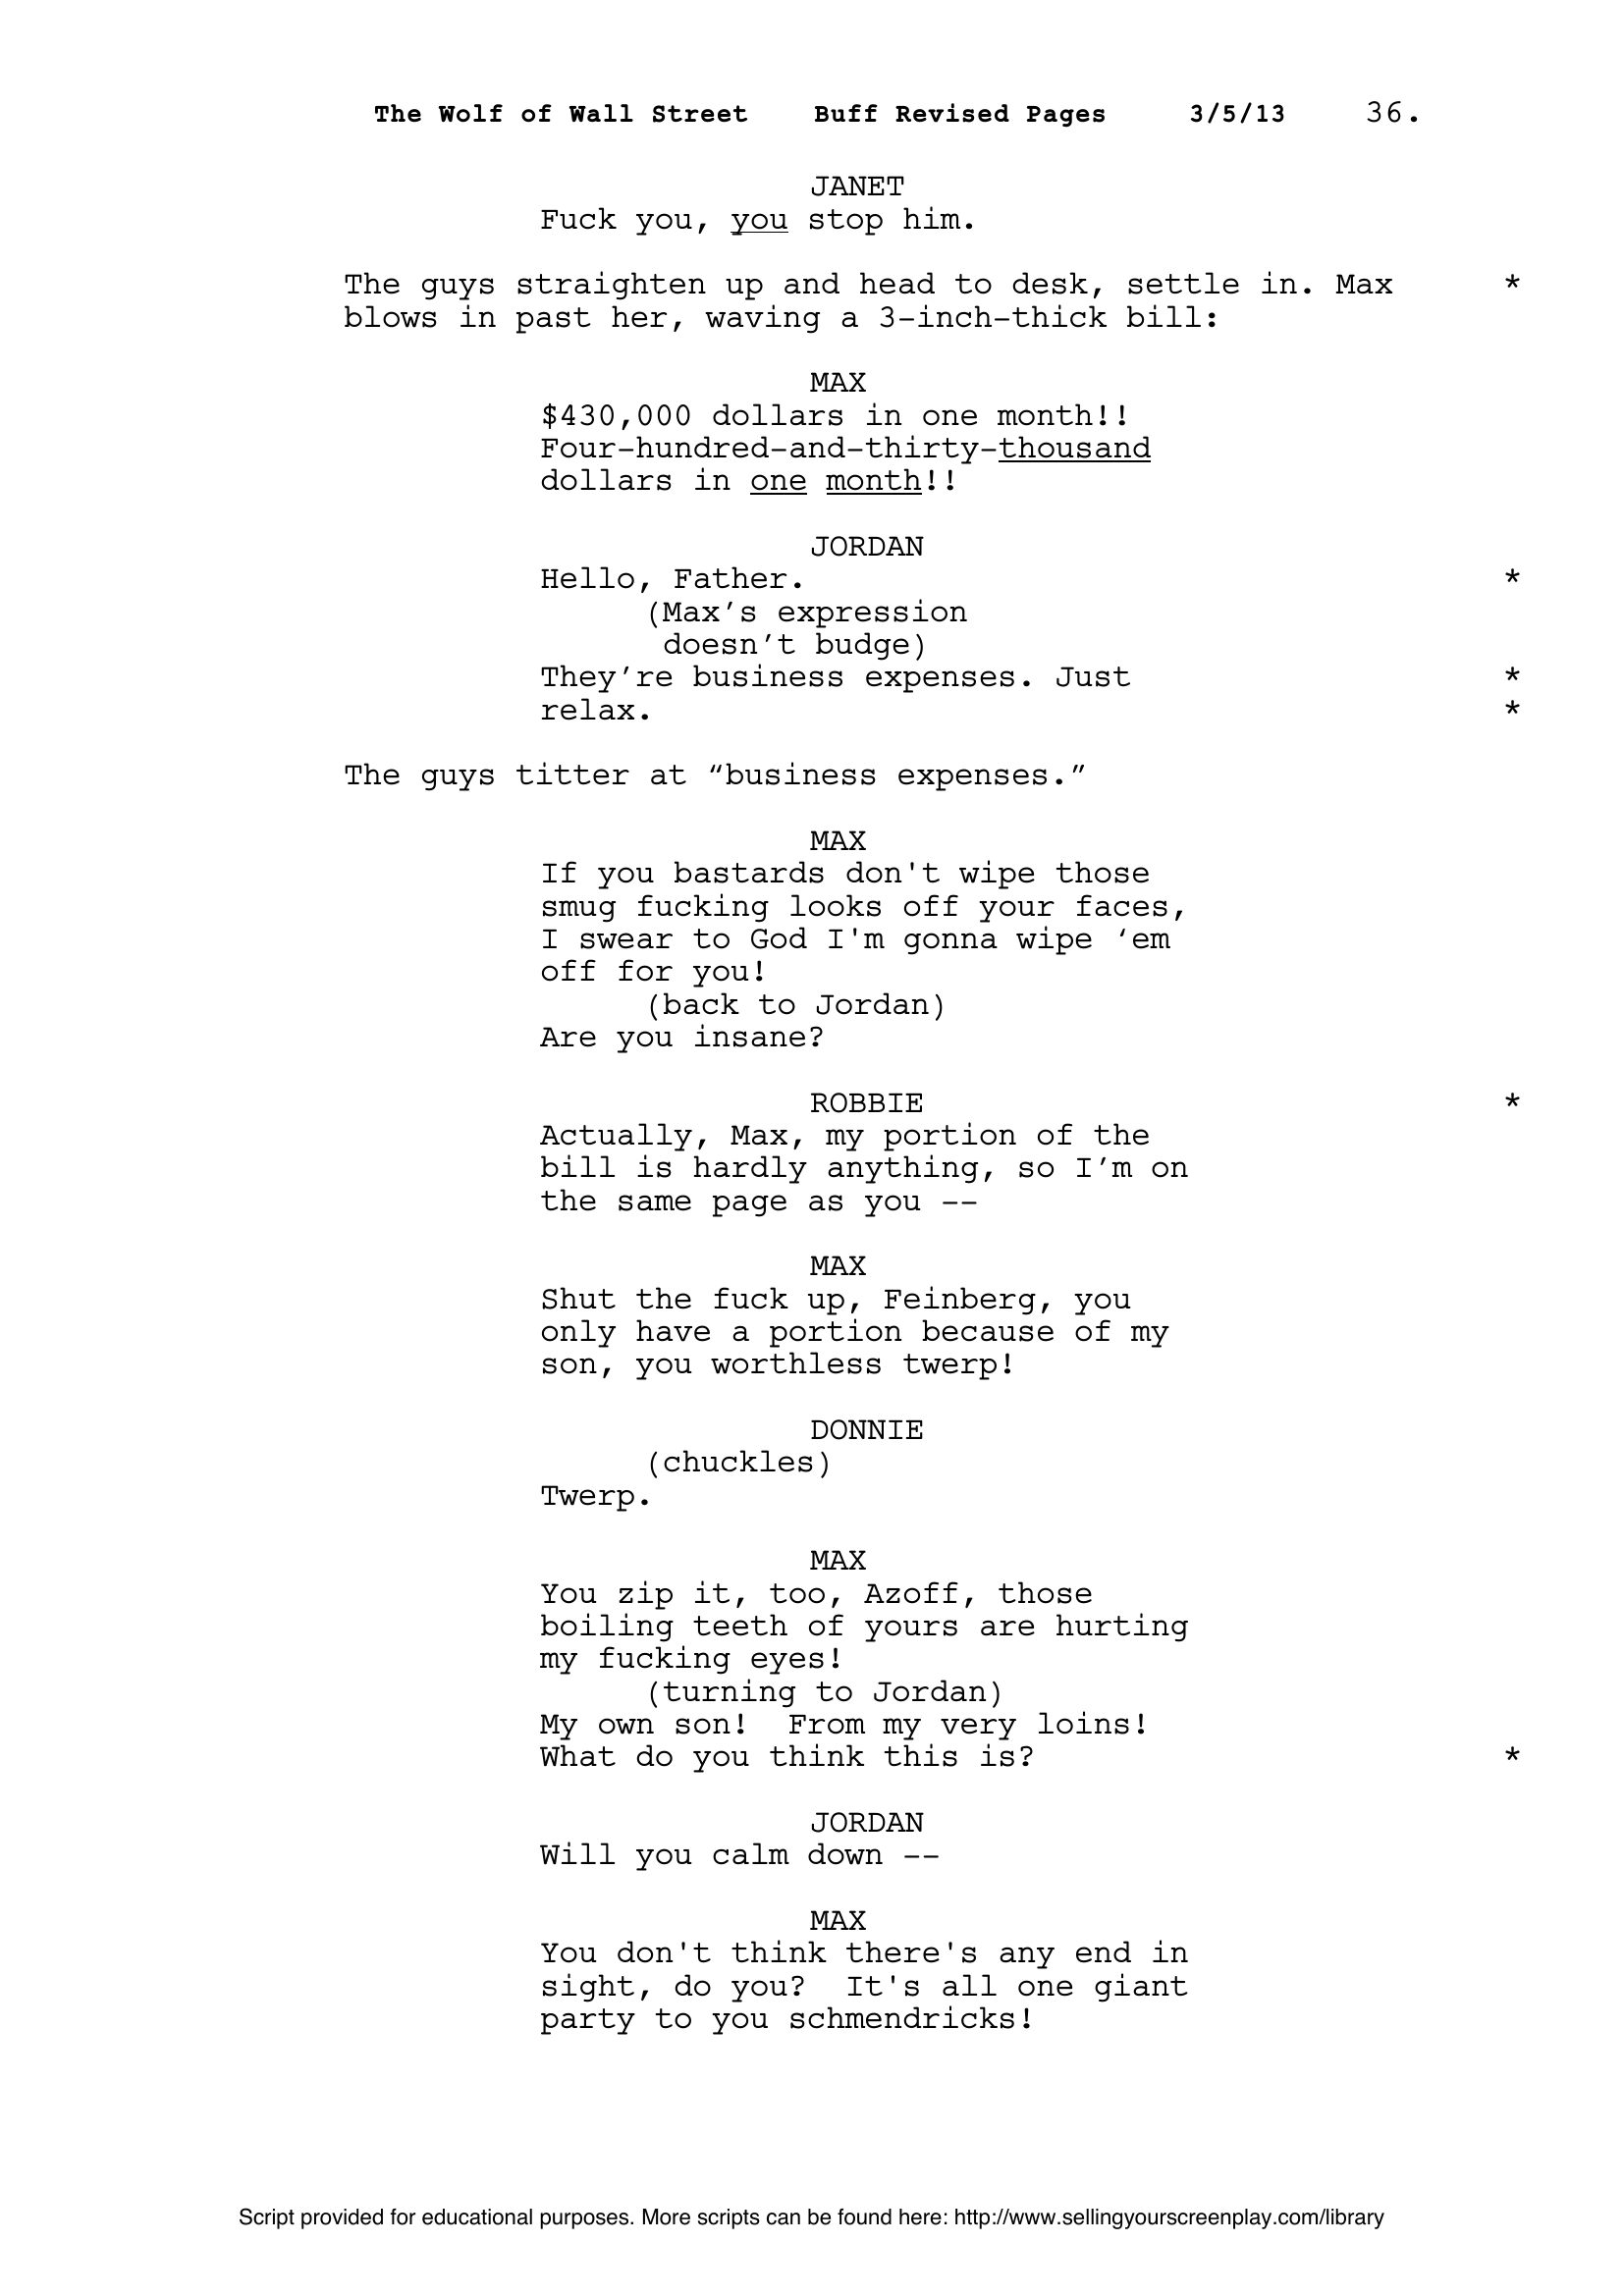 The Wolf of Wall Street Buff Revised Pages 3/5/13 36.
JANET
Fuck you, you stop him.
The guys straighten up and head to desk, settle in. Max *
blows in past her, waving a 3-inch-thick bill:
MAX
$430,000 dollars in one month!!
Four-hundred-and-thirty-thousand
dollars in one month!!
JORDAN
Hello, Father. *
(Max’s expression
doesn’t budge)
They’re business expenses. Just *
relax. *
The guys titter at “business expenses.”
MAX
If you bastards don't wipe those
smug fucking looks off your faces,
I swear to God I'm gonna wipe ‘em
off for you!
(back to Jordan)
Are you insane?
ROBBIE *
Actually, Max, my portion of the
bill is hardly anything, so I’m on
the same page as you --
MAX
Shut the fuck up, Feinberg, you
only have a portion because of my
son, you worthless twerp!
DONNIE
(chuckles)
Twerp.
MAX
You zip it, too, Azoff, those
boiling teeth of yours are hurting
my fucking eyes!
(turning to Jordan)
My own son!  From my very loins!
What do you think this is? *
JORDAN
Will you calm down --
MAX
You don't think there's any end in
sight, do you?  It's all one giant
party to you schmendricks!
Script provided for educational purposes. More scripts can be found here: http://www.sellingyourscreenplay.com/library